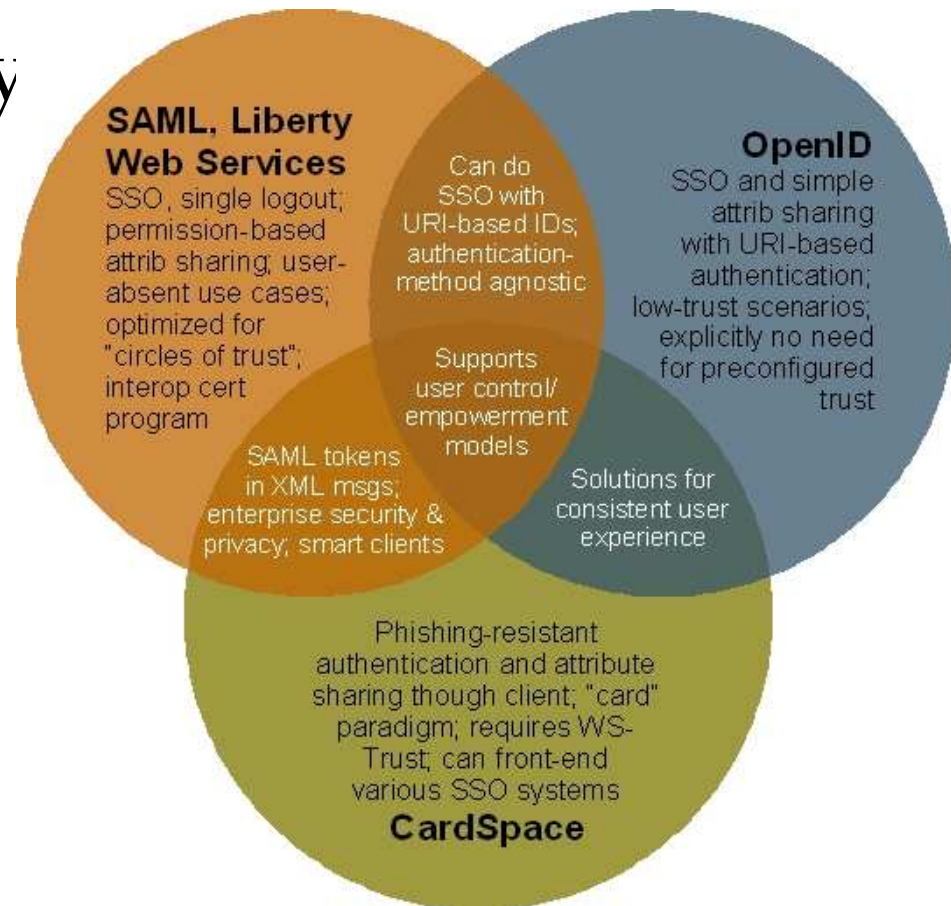 y
SAML, Liberty
Web Services
SSO, single logout;
permission-based
attrib sharing; user-
absent use cases;
optimized for
"circles of trust";
interop cert
program
Can do
SSO with
URI-based IDs;
authentication-
method agnostic
OpenID
SSO and simple
attrib sharing
with URI-based
authentication;
low-trust scenarios;
explicitly no need
for preconfigured
trust
Supports
user control/
empowerment
models
SAML tokens
in XML msgs;
enterprise security &
privacy; smart clients
Solutions for
consistent user
experience
Phishing-resistant
authentication and attribute
sharing though client; "card"
paradigm; requires WS-
Trust; can front-end
various SSO systems
CardSpace